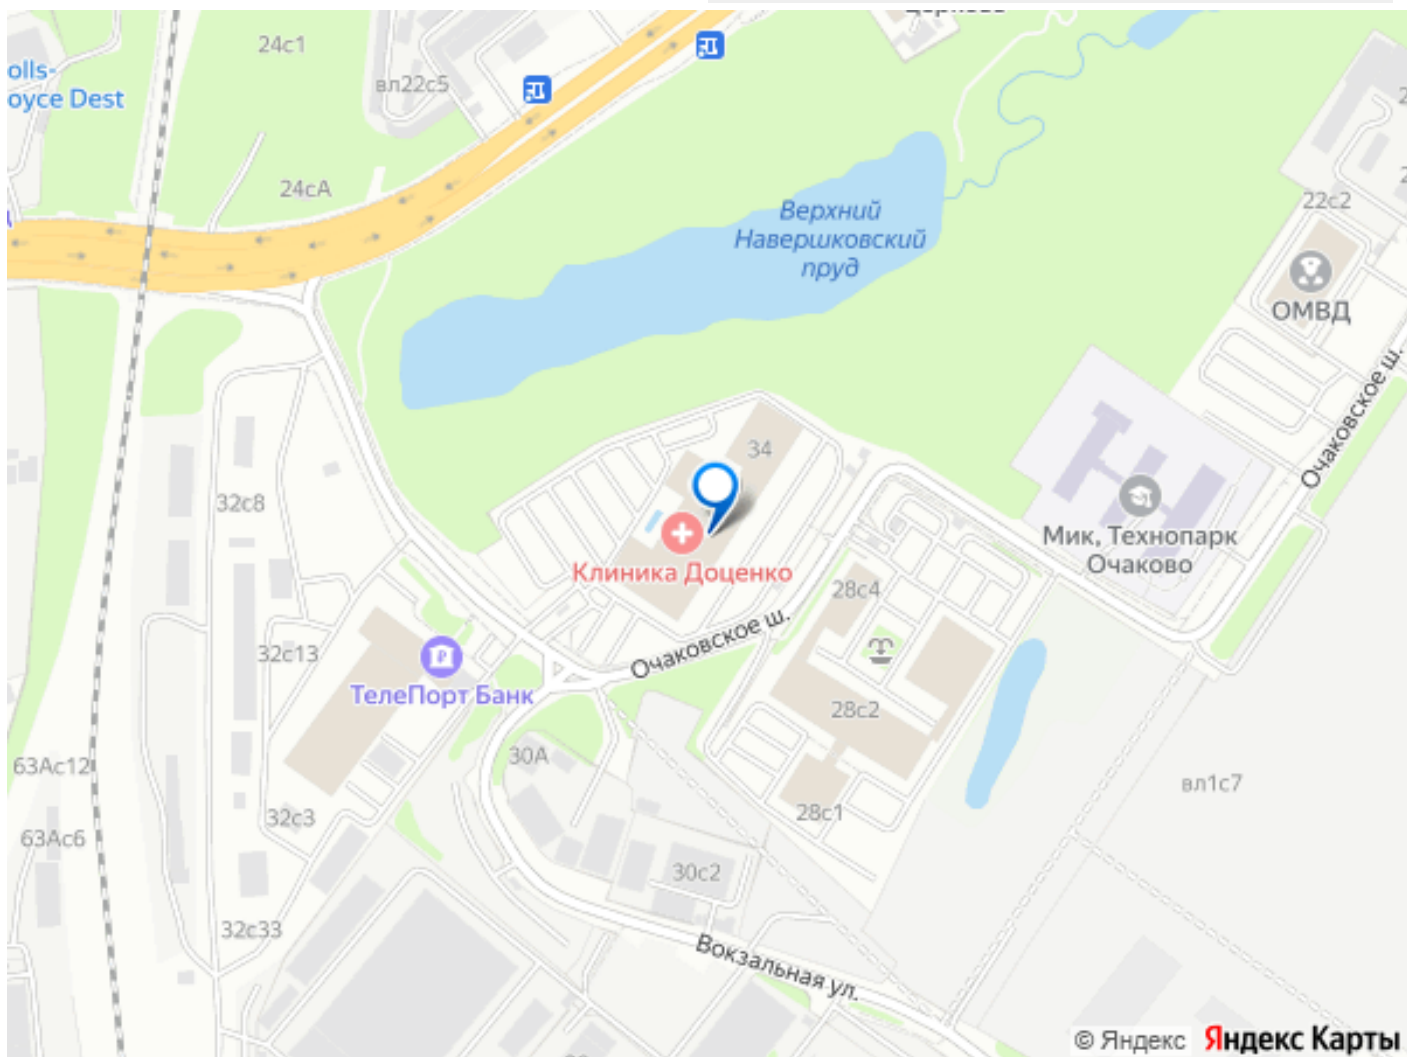 24с1
olls-
oyce Dest
вл22с5
24сА
22с2
Верхний
Навершковский
пруд
ОМВД
Очаковское ш.
34
32с8
Мик, Технопарк
Очаково
Клиника Доценко
28с4
Очаковское ш.
32с13
ТелеПорт Банк
28с2
30А
63Ас12
вл1с7
28с1
32с3
63Ас6
30с2
32с33
Вокзальная ул.
© Яндекс Яндекс Карты